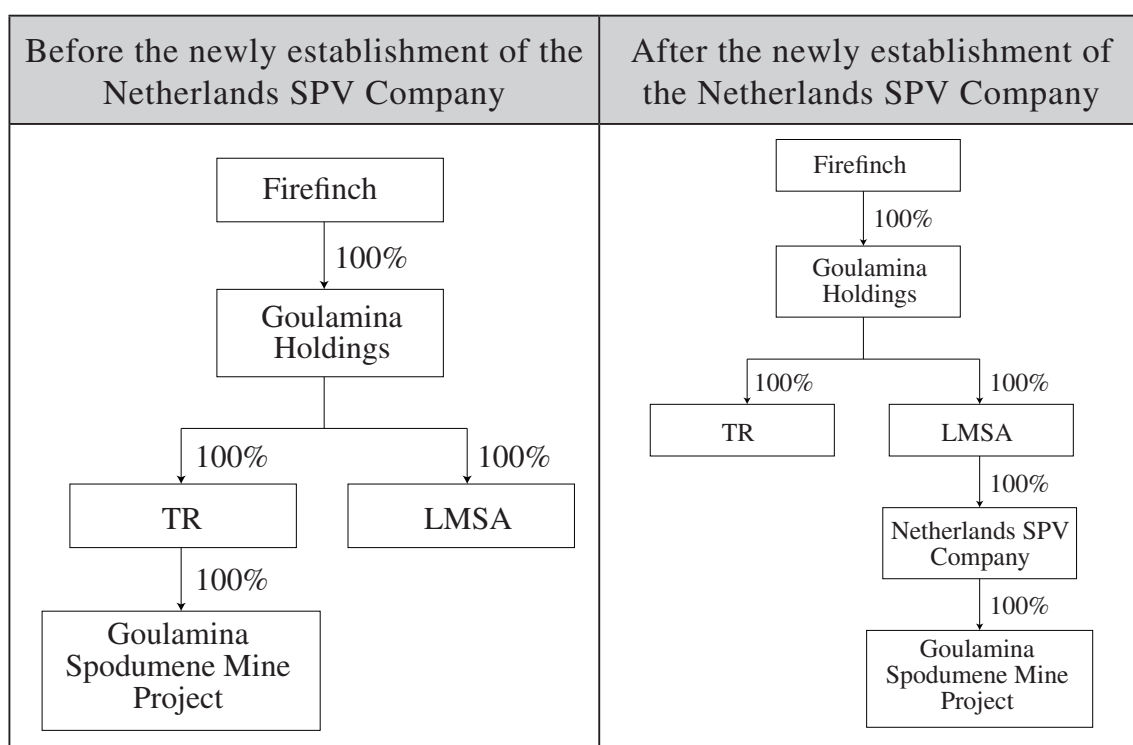 Before the newly establishment of the
Netherlands SPV Company
After the newly establishment of
the Netherlands SPV Company
Firefinch
100%
Goulamina
Holdings
100%
100%
TR
LMSA
100%
Goulamina
Spodumene Mine
Project
Firefinch
100%
Goulamina
Holdings
100%
100%
TR
LMSA
100%
Netherlands SPV
Company
100%
Goulamina
Spodumene Mine
Project